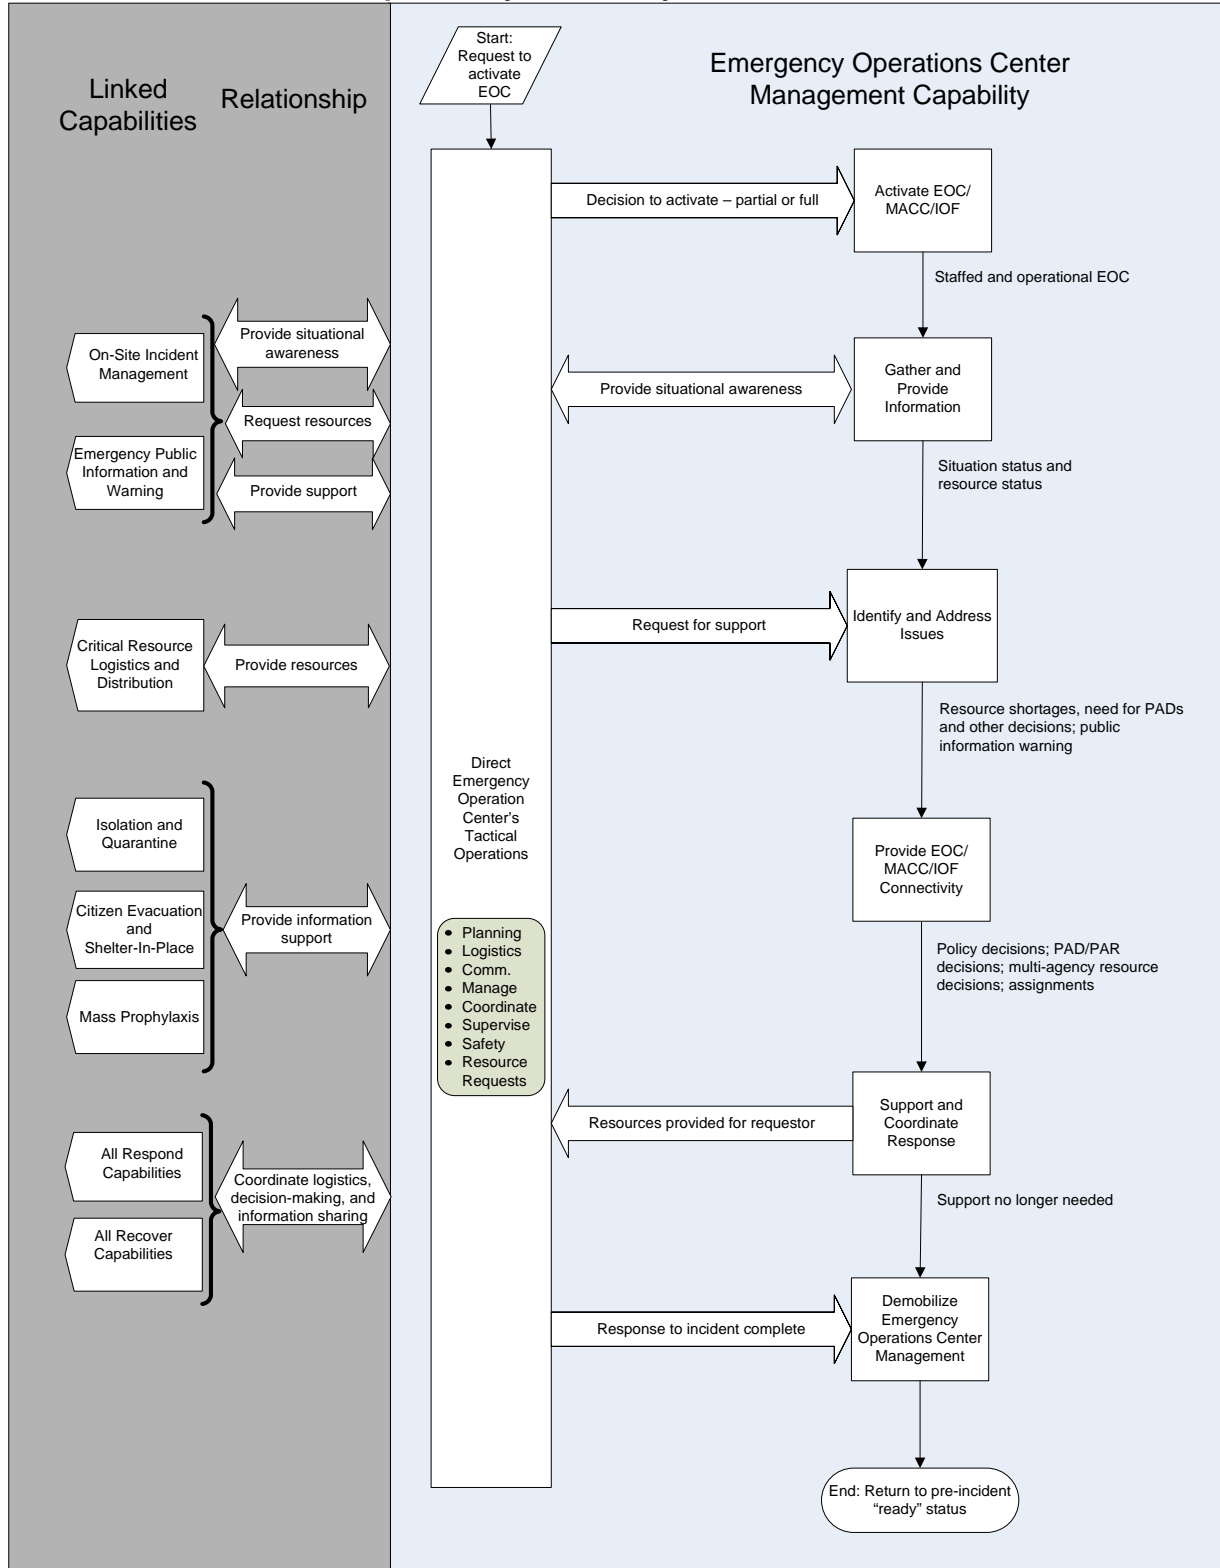 Linked
Capabilities
Relationship
Start:
Request to
activate
EOC
Emergency Operations Center
Management Capability
Decision to activate – partial or full
Activate EOC/
MACC/IOF
Staffed and operational EOC
On-Site Incident
Management
Emergency Public
Information and
Warning
Provide situational
awareness
Request resources
Provide support
Provide situational awareness
Gather and
Provide
Information
Situation status and
resource status
Critical Resource
Logistics and
Distribution
Provide resources
Request for support
Identify and Address
Issues
Resource shortages, need for PADs
and other decisions; public
information warning
Direct
Emergency
Operation
Center’s
Tactical
Operations
• Planning
• Logistics
• Comm.
• Manage
• Coordinate
• Supervise
• Safety
• Resource
Requests
Isolation and
Quarantine
Citizen Evacuation
and
Shelter-In-Place
Mass Prophylaxis
Provide information
support
Provide EOC/
MACC/IOF
Connectivity
Policy decisions; PAD/PAR
decisions; multi-agency resource
decisions; assignments
Resources provided for requestor
Support and
Coordinate
Response
Support no longer needed
All Respond
Capabilities
All Recover
Capabilities
Coordinate logistics,
decision-making, and
information sharing
Response to incident complete
Demobilize
Emergency
Operations Center
Management
End: Return to pre-incident
“ready” status